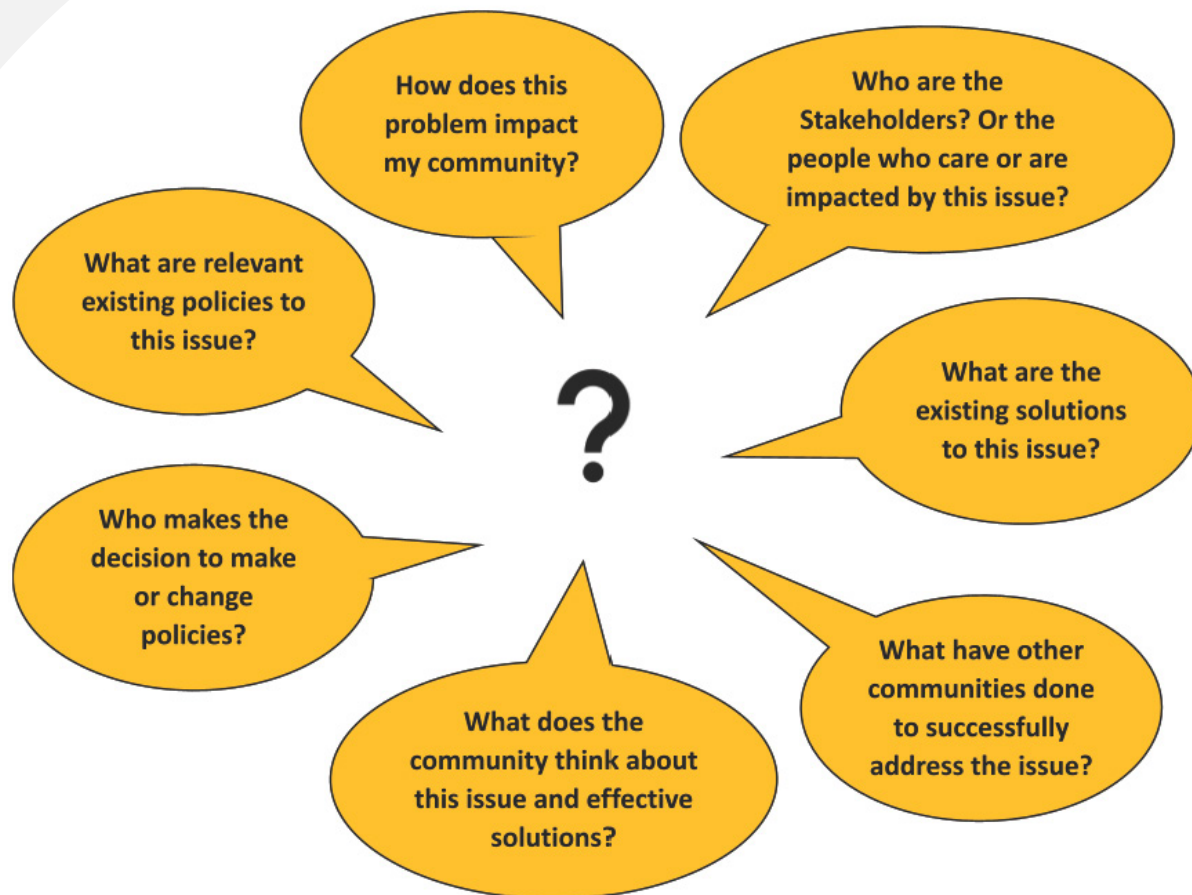 How does this
problem impact
my community?
Who are the
Stakeholders? Or the
people who care or are
impacted by this issue?
What are relevant
existing policies to
this issue?
What are the
existing solutions
to this issue?
?
Who makes the
decision to make
or change
policies?
What have other
communities done
to successfully
address the issue?
What does the
community think about
this issue and effective
solutions?